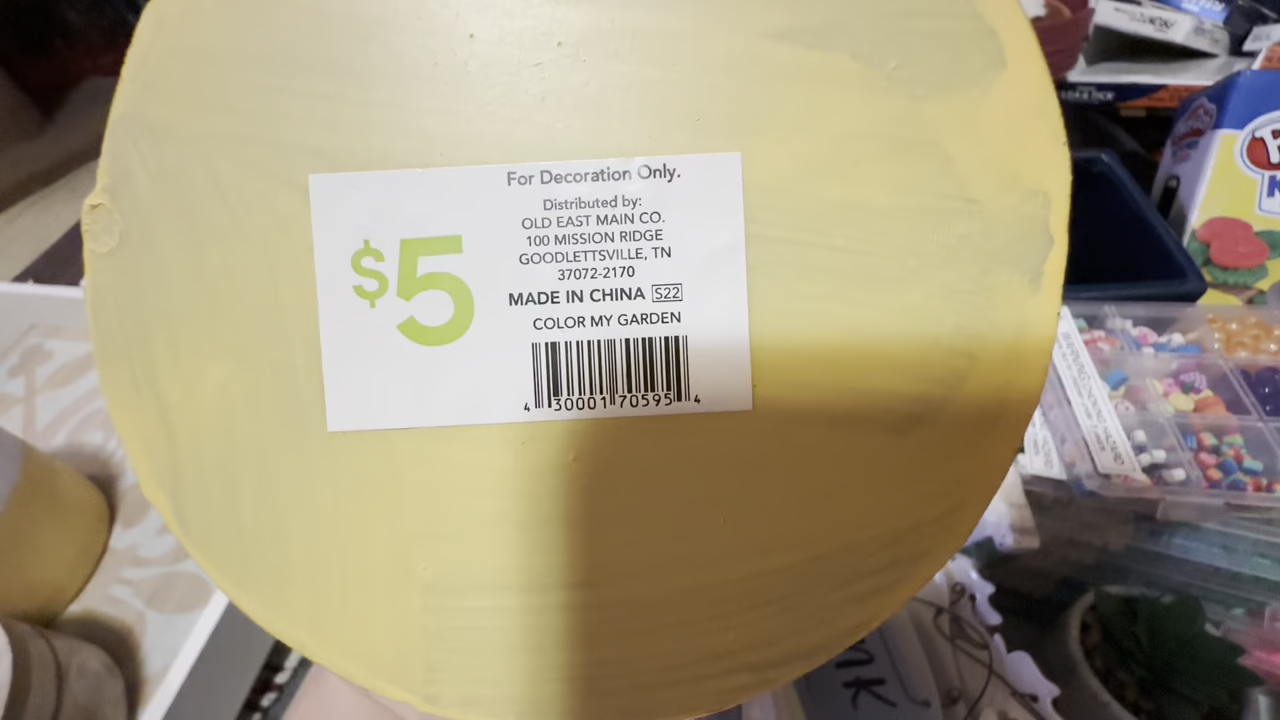 For Decoration Only.
$5
Distributed by:
OLD EAST MAIN CO.
100 MISSION RIDGE
GOODLETTSVILLE, TN
37072-2170
MADE IN CHINA S22
COLOR MY GARDEN
4 30001 70595 4